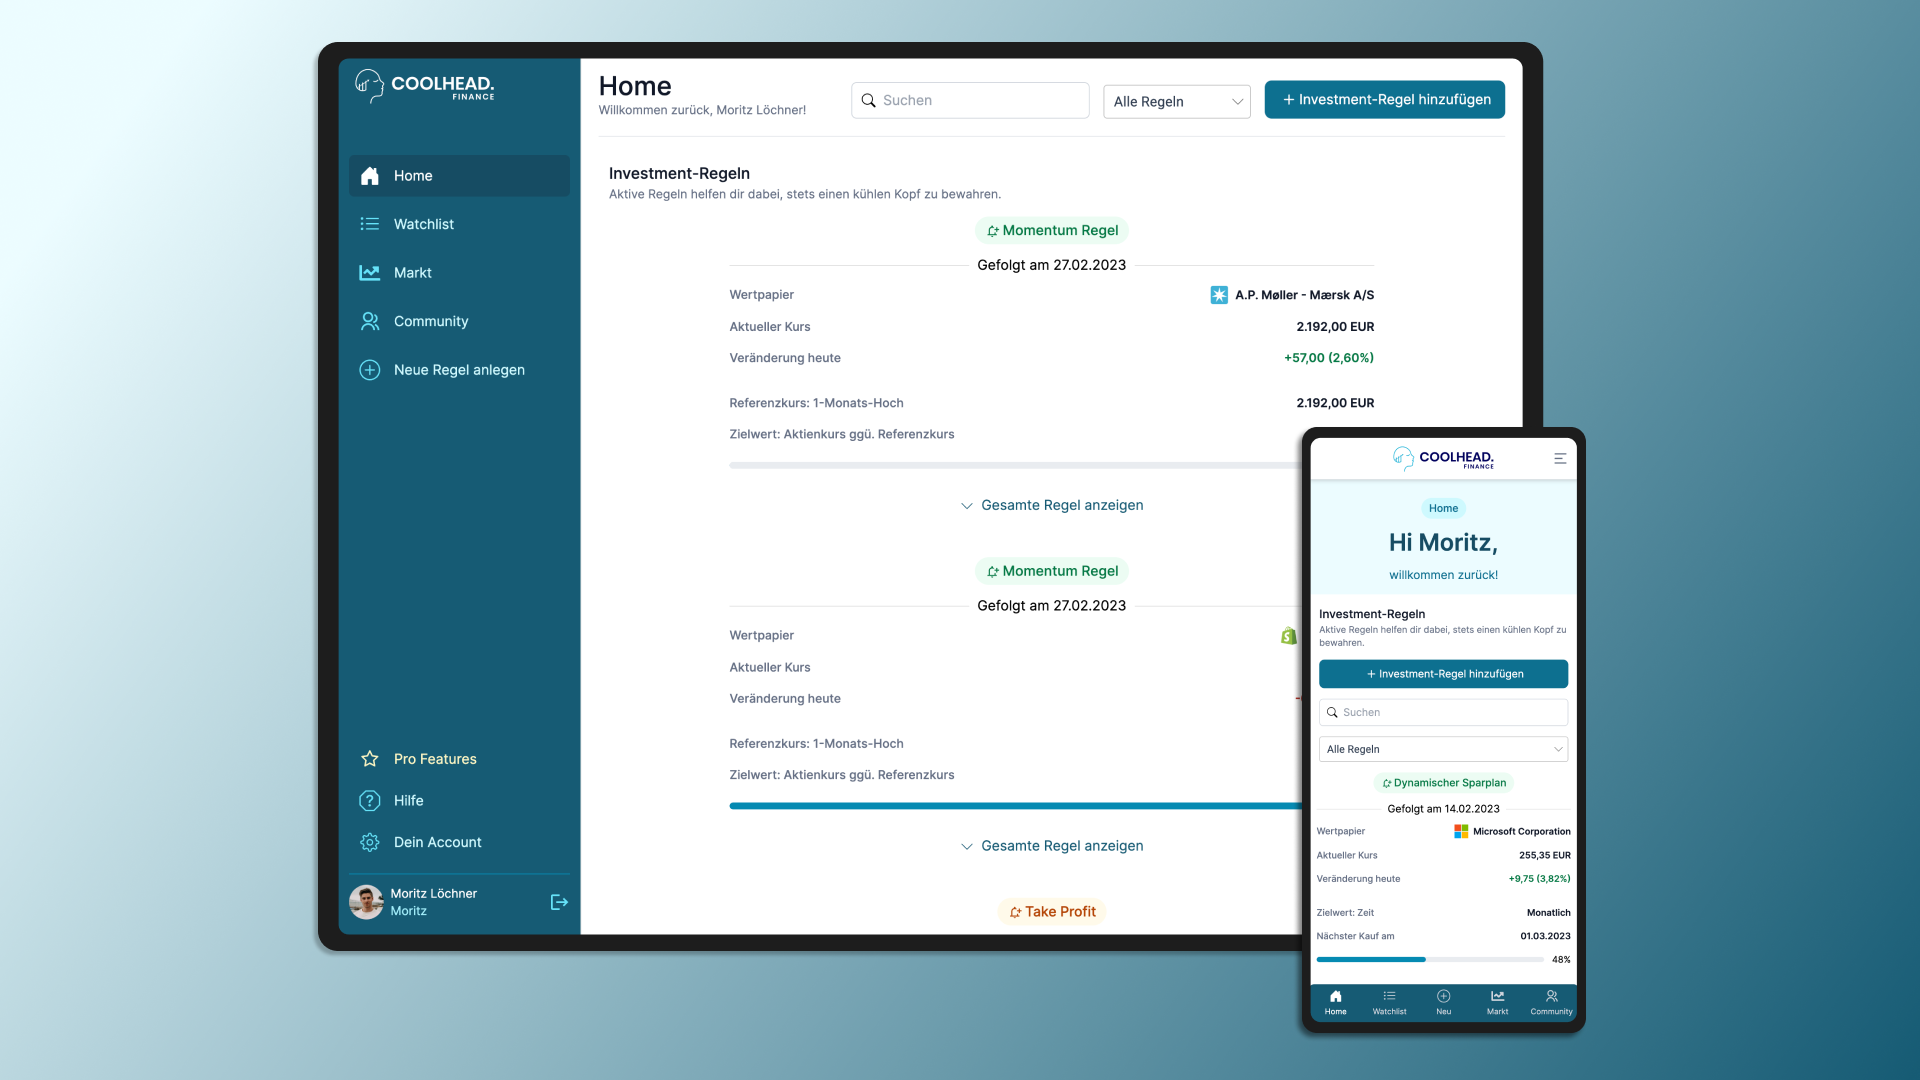 COOLHEAD.
FINANCE
Home
Watchlist
Markt
Community
Neue Regel anlegen
Pro Features
Hilfe
Dein Account
Moritz Löchner
Moritz
Home
Willkommen zurück, Moritz Löchner!
Suchen
Alle Regeln
+ Investment-Regel hinzufügen
Investment-Regeln
Aktive Regeln helfen dir dabei, stets einen kühlen Kopf zu bewahren.
Momentum Regel
Gefolgt am 27.02.2023
Wertpapier A.P. Møller - Mærsk A/S
Aktueller Kurs 2.192,00 EUR
Veränderung heute +57,00 (2,60%)
Referenzkurs: 1-Monats-Hoch 2.192,00 EUR
Zielwert: Aktienkurs ggü. Referenzkurs
Gesamte Regel anzeigen
Momentum Regel
Gefolgt am 27.02.2023
Wertpapier
Aktueller Kurs
Veränderung heute
Referenzkurs: 1-Monats-Hoch
Zielwert: Aktienkurs ggü. Referenzkurs
Gesamte Regel anzeigen
Take Profit
COOLHEAD.
FINANCE
Home
Hi Moritz,
willkommen zurück!
Investment-Regeln
Aktive Regeln helfen dir dabei, stets einen kühlen Kopf zu
bewahren.
+ Investment-Regel hinzufügen
Suchen
Alle Regeln
Dynamischer Sparplan
Gefolgt am 14.02.2023
Wertpapier Microsoft Corporation
Aktueller Kurs 255,35 EUR
Veränderung heute +9,75 (3,82%)
Zielwert: Zeit Monatlich
Nächster Kauf am 01.03.2023
48%
Home Watchlist Neu Markt Community